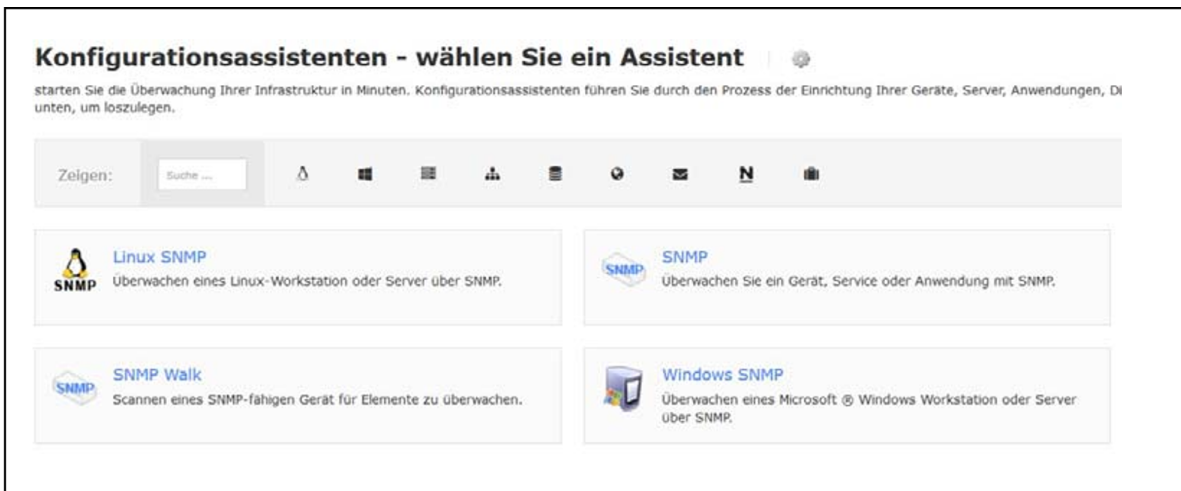 Konfigurationsassistenten - wählen Sie ein Assistent
starten Sie die Überwachung Ihrer Infrastruktur in Minuten. Konfigurationsassistenten führen Sie durch den Prozess der Einrichtung Ihrer Geräte, Server, Anwendungen, Di
unten, um loszulegen.
Zeigen:
Suche ...
N
Linux SNMP
Überwachen eines Linux-Workstation oder Server über SNMP.
SNMP
SNMP
Überwachen Sie ein Gerät, Service oder Anwendung mit SNMP.
SNMP
SNMP Walk
Scannen eines SNMP-fähigen Gerät für Elemente zu überwachen.
SNMP
Windows SNMP
Überwachen eines Microsoft ® Windows Workstation oder Server
über SNMP.